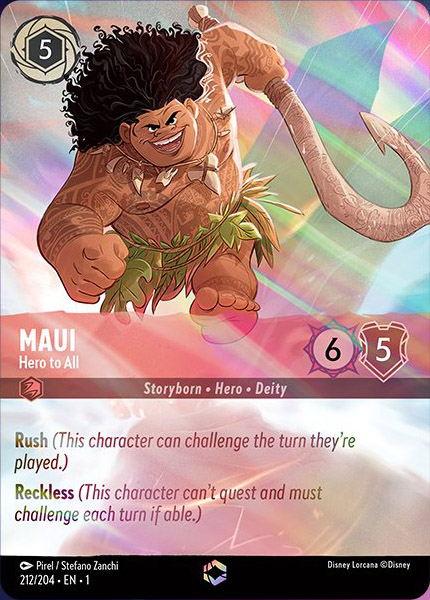 5
MAUI
Hero to All
6
5
Storyborn • Hero • Deity
Rush (This character can challenge the turn they're
played.)
Reckless (This character can't quest and must
challenge each turn if able.)
Pirel / Stefano Zanchi
Disney Lorcana ©Disney
212/204 • EN • 1